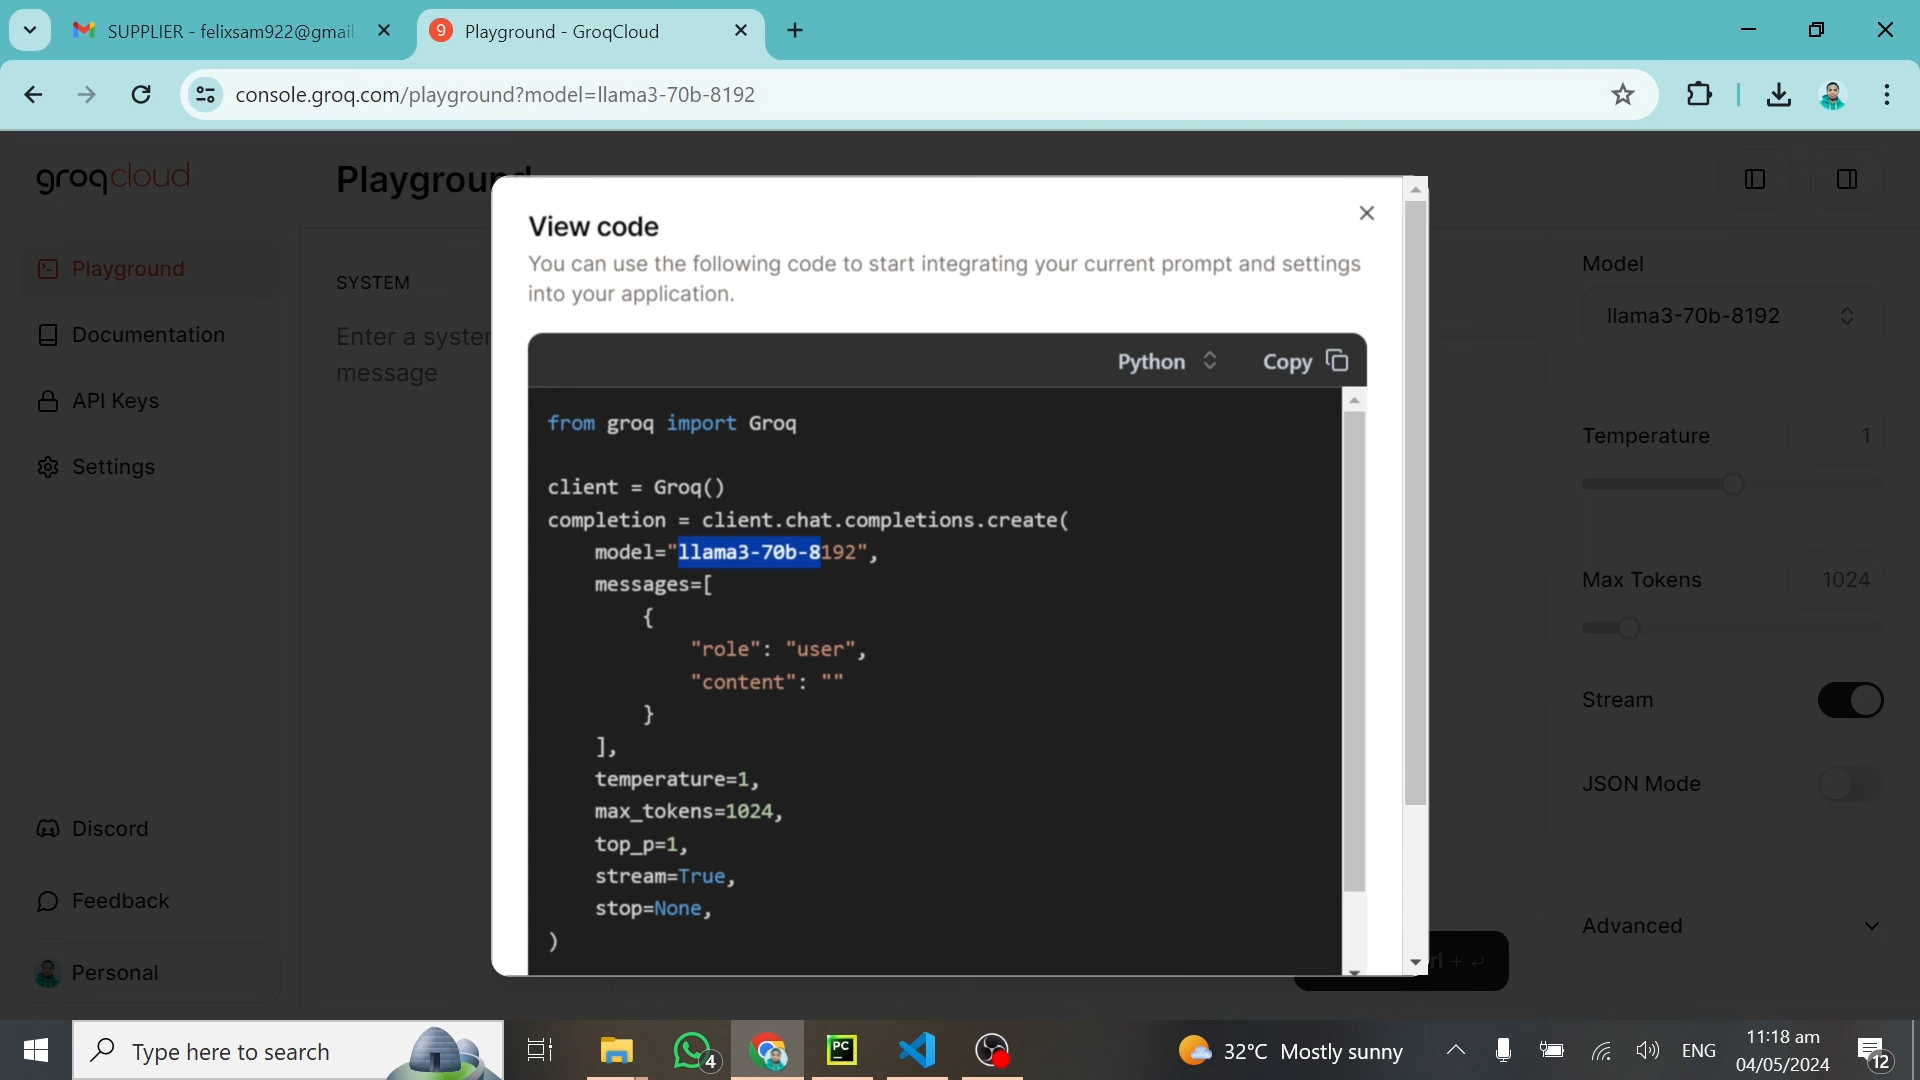 SUPPLIER - felixsam922@gmail.
Playground - GroqCloud
console.groq.com/playground?model=llama3-70b-8192
groqcloud
Playground
Documentation
API Keys
Settings
Discord
Feedback
Personal
Playground
SYSTEM
Enter a system
message
View code
You can use the following code to start integrating your current prompt and settings
into your application.
Python
Copy
from groq import Groq
client = Groq()
completion = client.chat.completions.create(
model="llama3-70b-8192",
messages=[
{
"role": "user",
"content": ""
}
],
temperature=1,
max_tokens=1024,
top_p=1,
stream=True,
stop=None,
)
Model
llama3-70b-8192
Temperature
1
Max Tokens
1024
Stream
JSON Mode
Advanced
rl + ↵
Type here to search
4
32°C Mostly sunny
ENG
11:18 am
04/05/2024
12